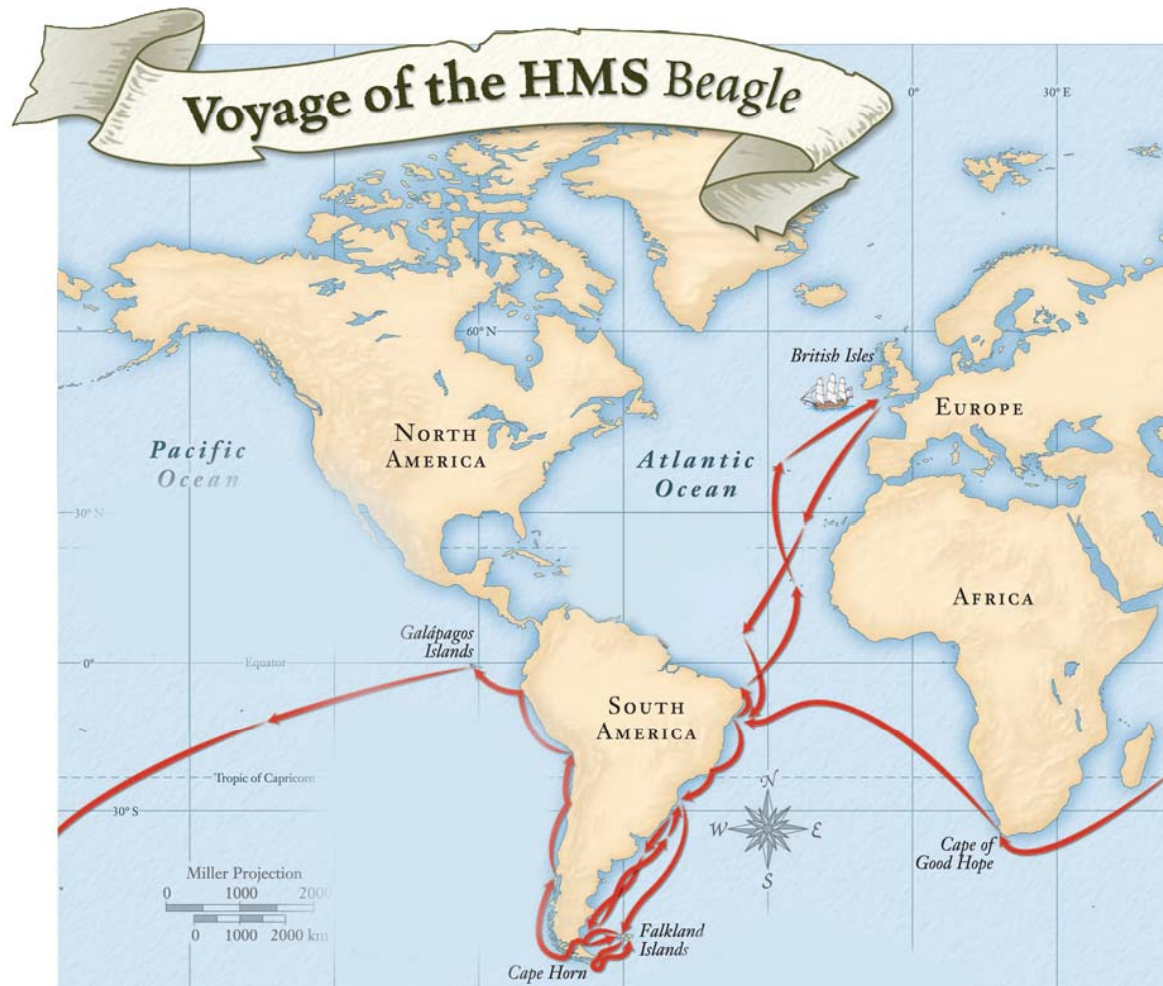 Voyage of the HMS Beagle
0°
30° E
60° N
British Isles
EUROPE
NORTH
AMERICA
Pacific
Ocean
Atlantic
Ocean
30° N
AFRICA
Galápagos
Islands
0°
Equator
SOUTH
AMERICA
Tropic of Capricorn
30° S
N
W
E
S
Cape of
Good Hope
Miller Projection
0 1000 2000
0 1000 2000 km
Falkland
Islands
Cape Horn